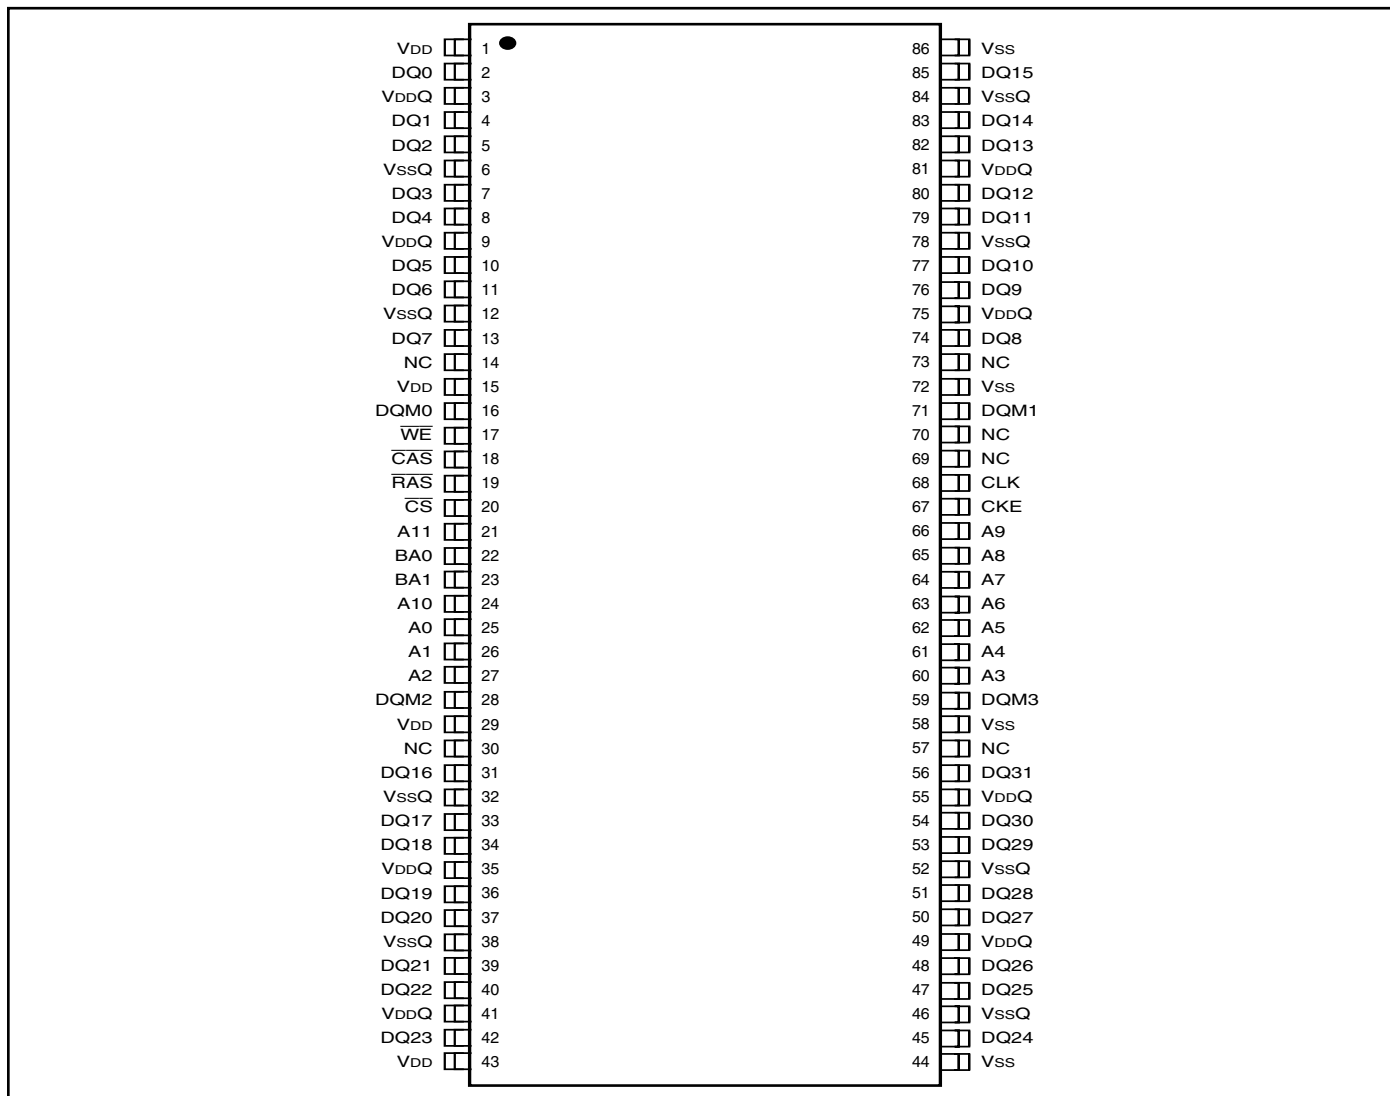 VDD 1 86 VSS
DQ0 2 85 DQ15
VDDQ 3 84 VSSQ
DQ1 4 83 DQ14
DQ2 5 82 DQ13
VSSQ 6 81 VDDQ
DQ3 7 80 DQ12
DQ4 8 79 DQ11
VDDQ 9 78 VSSQ
DQ5 10 77 DQ10
DQ6 11 76 DQ9
VSSQ 12 75 VDDQ
DQ7 13 74 DQ8
NC 14 73 NC
VDD 15 72 VSS
DQM0 16 71 DQM1
W̅E̅ 17 70 NC
C̅A̅S̅ 18 69 NC
R̅A̅S̅ 19 68 CLK
C̅S̅ 20 67 CKE
A11 21 66 A9
BA0 22 65 A8
BA1 23 64 A7
A10 24 63 A6
A0 25 62 A5
A1 26 61 A4
A2 27 60 A3
DQM2 28 59 DQM3
VDD 29 58 VSS
NC 30 57 NC
DQ16 31 56 DQ31
VSSQ 32 55 VDDQ
DQ17 33 54 DQ30
DQ18 34 53 DQ29
VDDQ 35 52 VSSQ
DQ19 36 51 DQ28
DQ20 37 50 DQ27
VSSQ 38 49 VDDQ
DQ21 39 48 DQ26
DQ22 40 47 DQ25
VDDQ 41 46 VSSQ
DQ23 42 45 DQ24
VDD 43 44 VSS